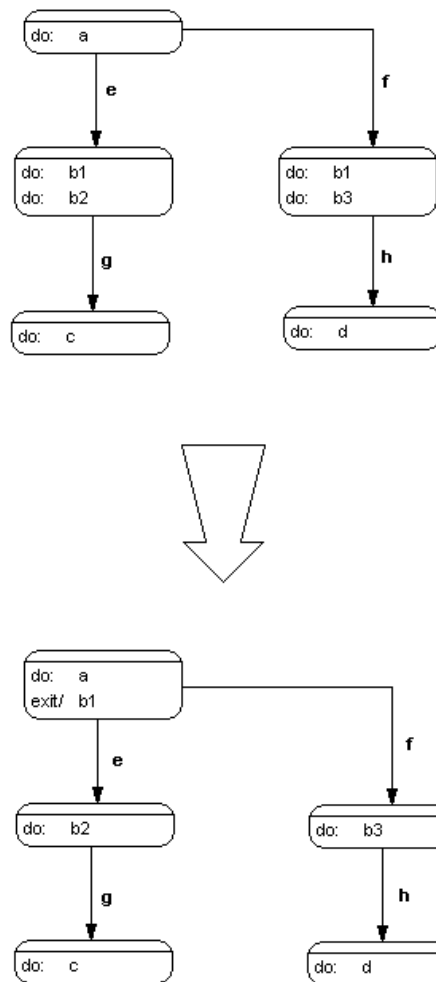 do: a
e
f
do: b1
do: b2
do: b1
do: b3
g
h
do: c
do: d
do: a
exit/ b1
e
f
do: b2
do: b3
g
h
do: c
do: d